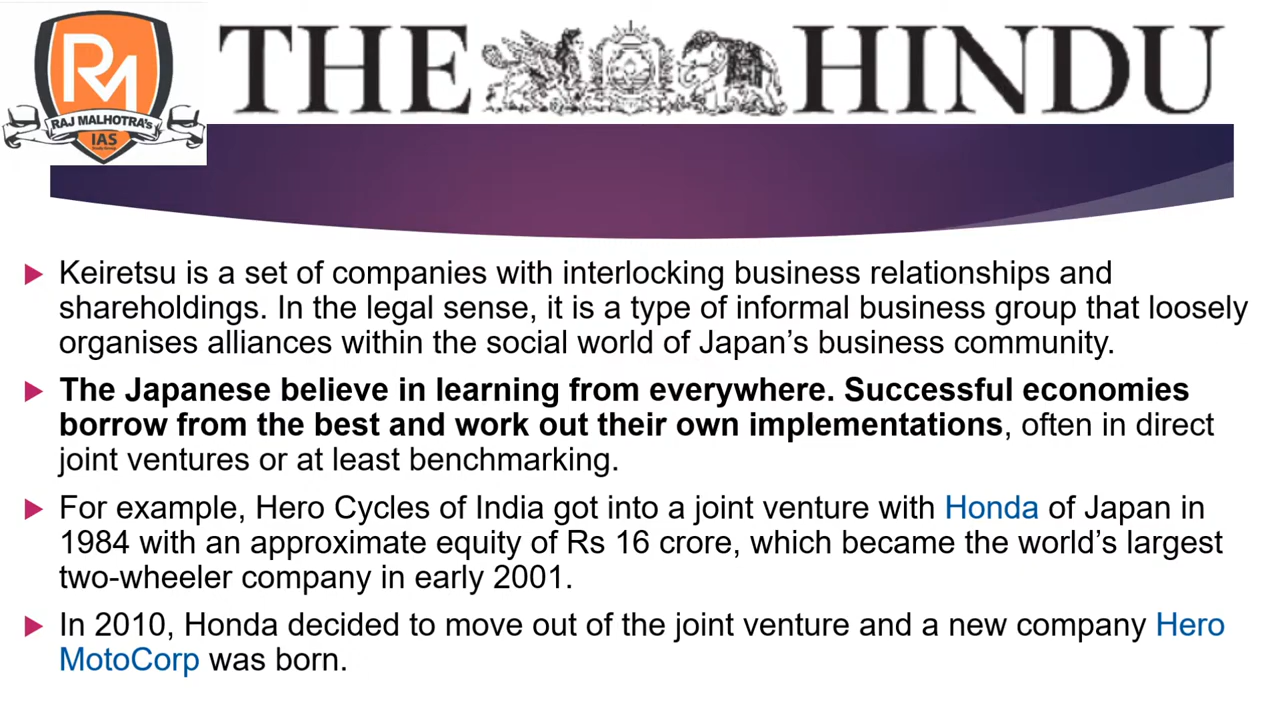 RM
RAJ MALHOTRA's
IAS
THE HINDU
Keiretsu is a set of companies with interlocking business relationships and
shareholdings. In the legal sense, it is a type of informal business group that loosely
organises alliances within the social world of Japan’s business community.
The Japanese believe in learning from everywhere. Successful economies
borrow from the best and work out their own implementations, often in direct
joint ventures or at least benchmarking.
For example, Hero Cycles of India got into a joint venture with Honda of Japan in
1984 with an approximate equity of Rs 16 crore, which became the world’s largest
two-wheeler company in early 2001.
In 2010, Honda decided to move out of the joint venture and a new company Hero
MotoCorp was born.